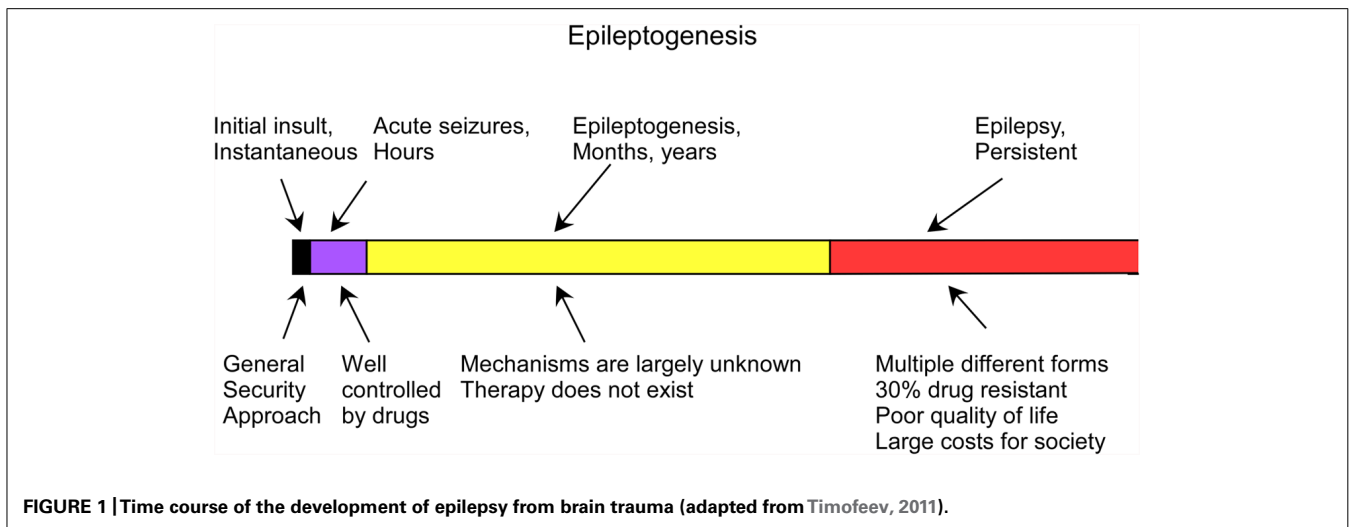 Epileptogenesis
Initial insult,
Instantaneous
Acute seizures,
Hours
Epileptogenesis,
Months, years
Epilepsy,
Persistent
General
Security
Approach
Well
controlled
by drugs
Mechanisms are largely unknown
Therapy does not exist
Multiple different forms
30% drug resistant
Poor quality of life
Large costs for society
FIGURE 1 | Time course of the development of epilepsy from brain trauma (adapted from Timofeev, 2011).